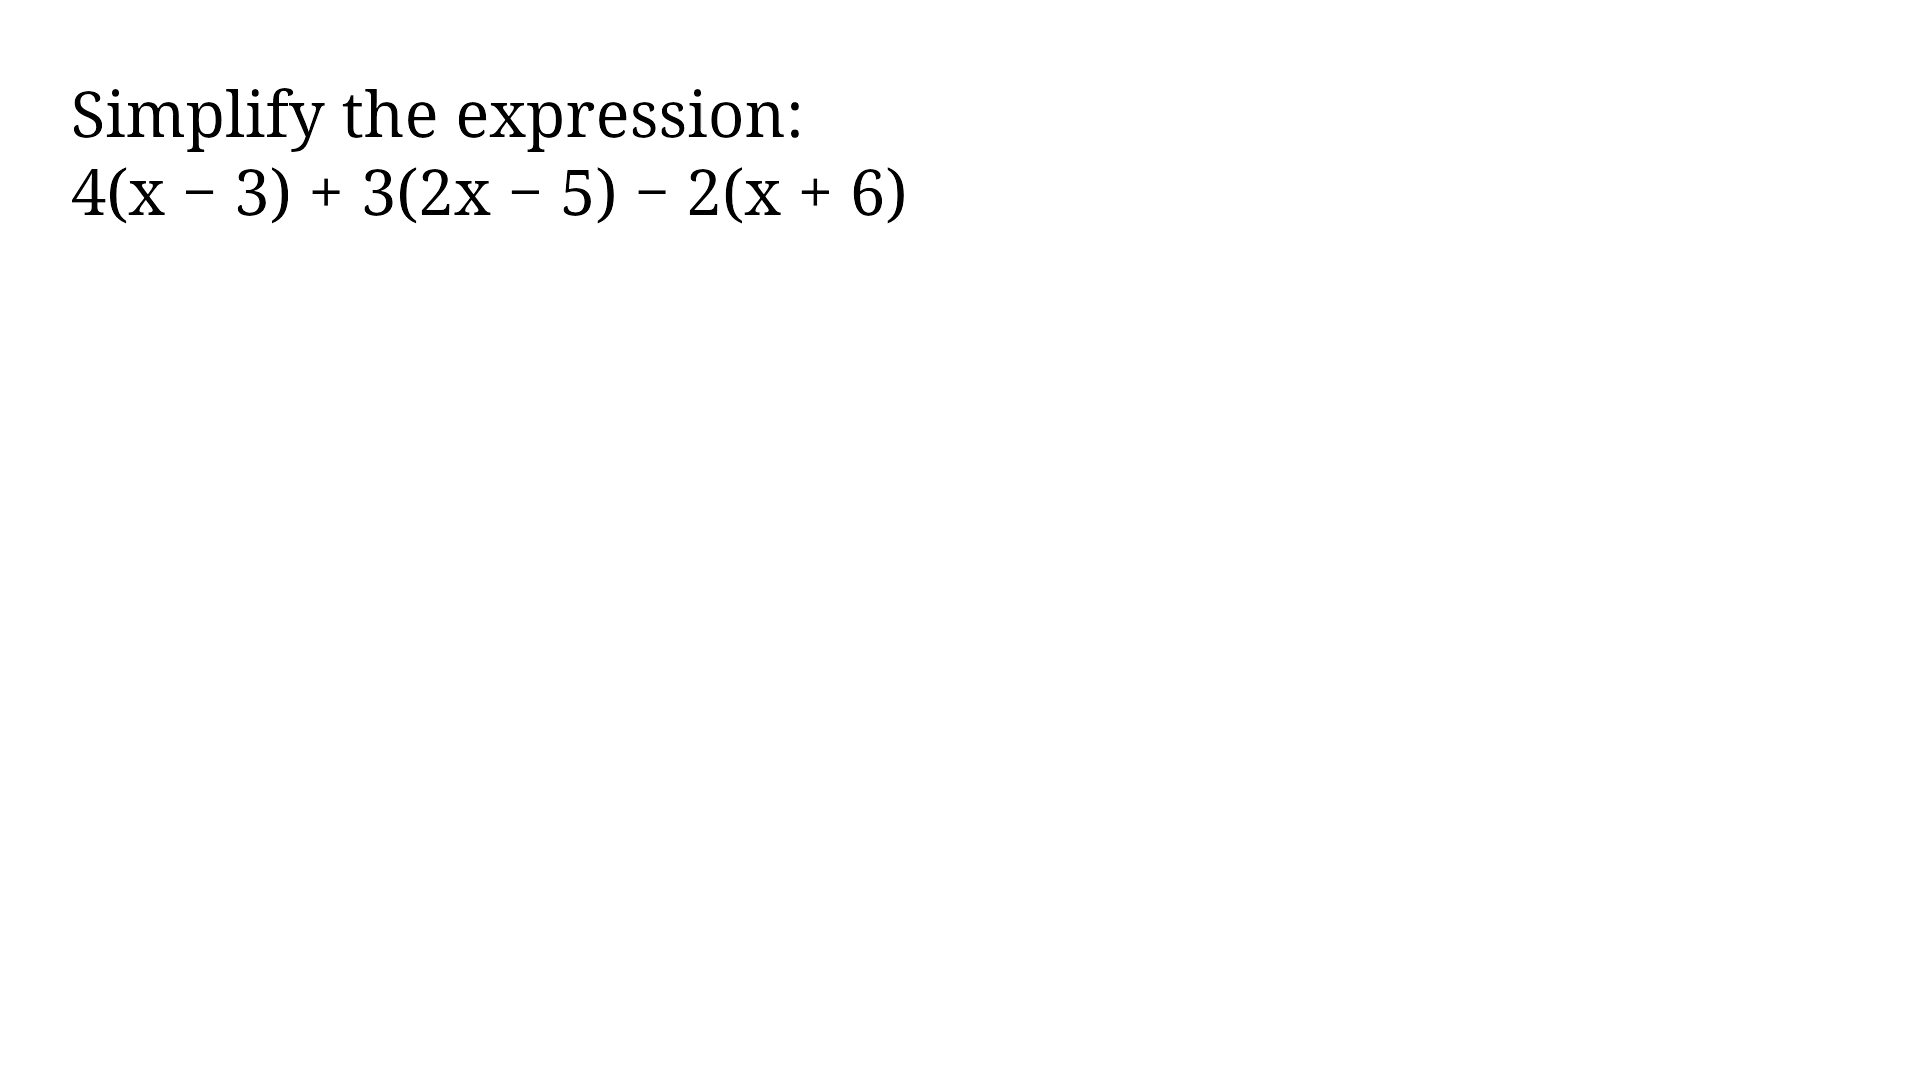 Simplify the expression:
4(x − 3) + 3(2x − 5) − 2(x + 6)